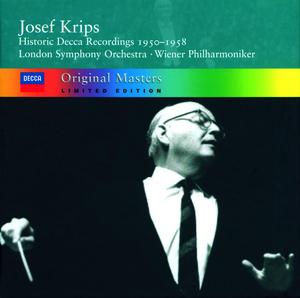 Josef Krips
Historic Decca Recordings 1950–1958
London Symphony Orchestra · Wiener Philharmoniker
DECCA
Original Masters
LIMITED EDITION